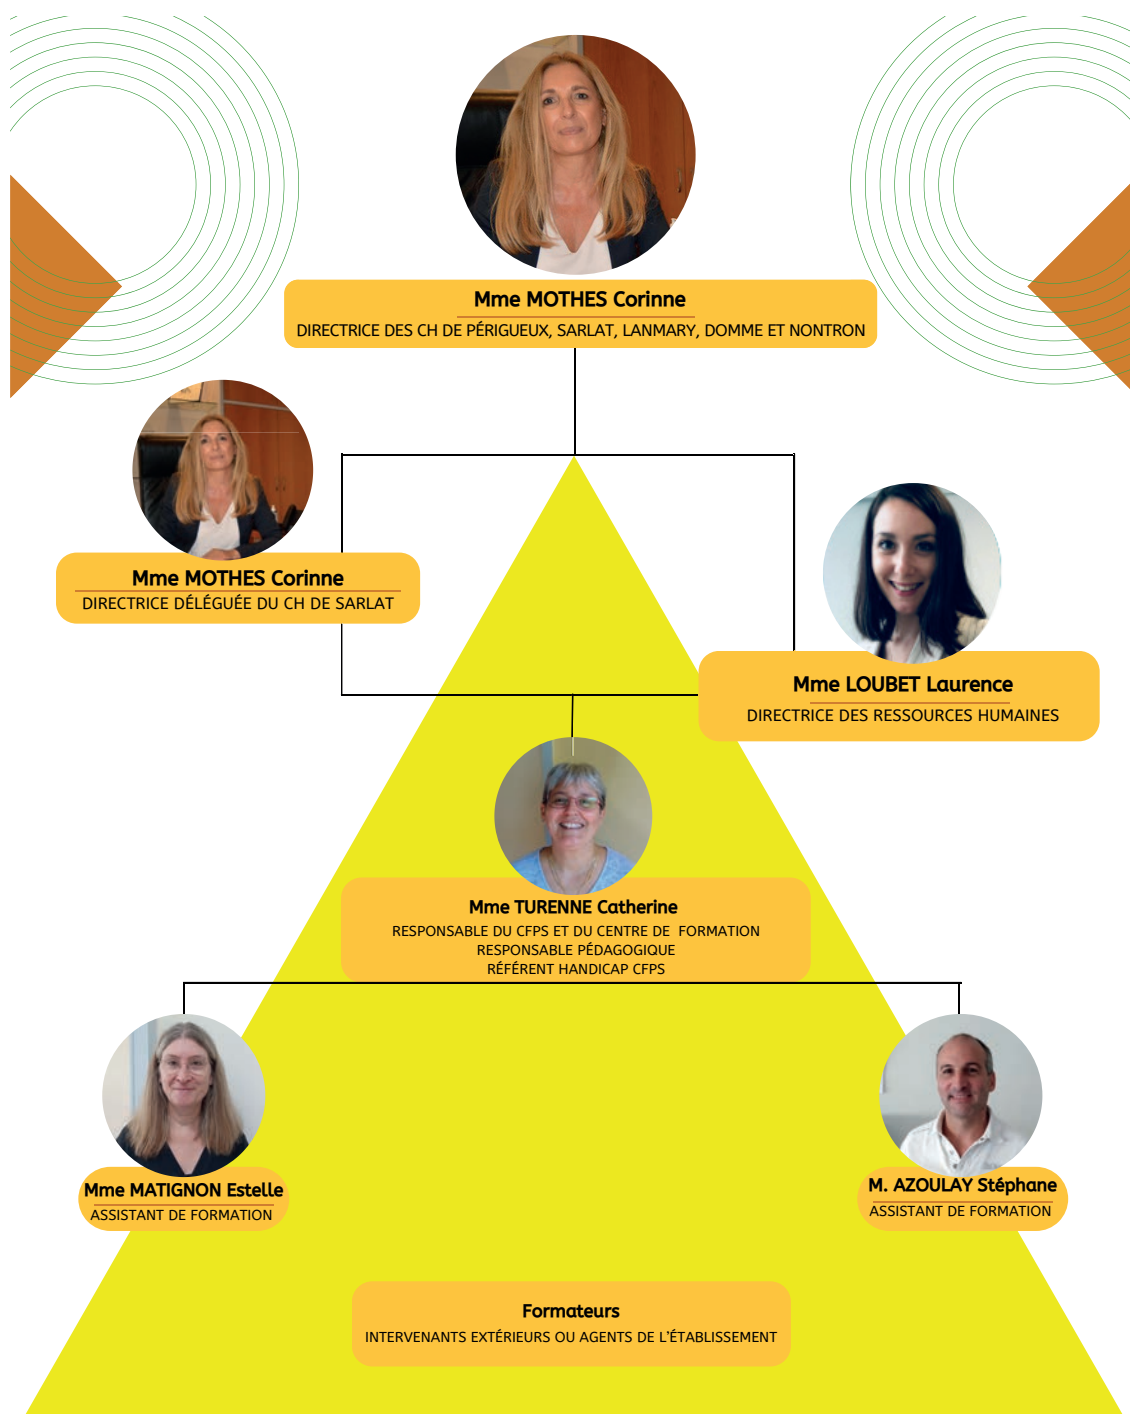 Mme MOTHES Corinne
DIRECTRICE DES CH DE PÉRIGUEUX, SARLAT, LANMARY, DOMME ET NONTRON
Mme MOTHES Corinne
DIRECTRICE DÉLÉGUÉE DU CH DE SARLAT
Mme LOUBET Laurence
DIRECTRICE DES RESSOURCES HUMAINES
Mme TURENNE Catherine
RESPONSABLE DU CFPS ET DU CENTRE DE FORMATION
RESPONSABLE PÉDAGOGIQUE
RÉFÉRENT HANDICAP CFPS
Mme MATIGNON Estelle
ASSISTANT DE FORMATION
M. AZOULAY Stéphane
ASSISTANT DE FORMATION
Formateurs
INTERVENANTS EXTÉRIEURS OU AGENTS DE L'ÉTABLISSEMENT